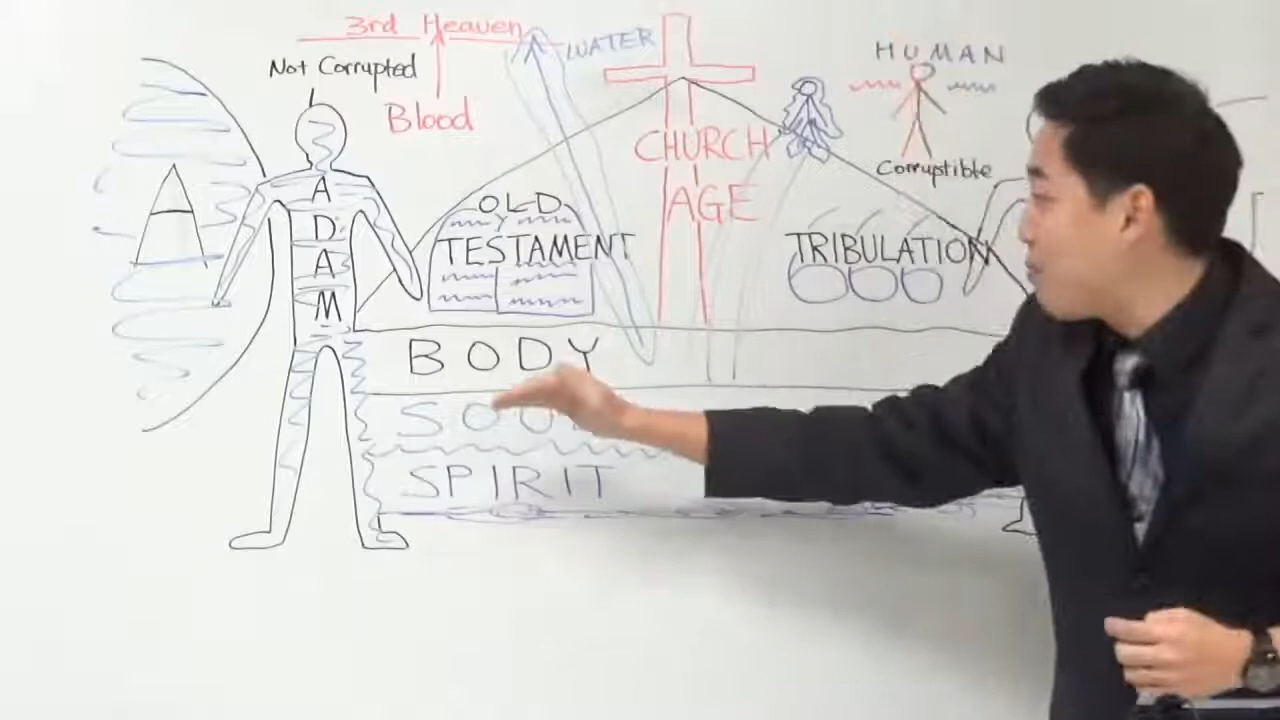 3rd Heaven
WATER
Not Corrupted
Blood
HUMAN
Corruptible
CHURCH
AGE
ADAM
OLD
TESTAMENT
TRIBULATION
BODY
SPIRIT